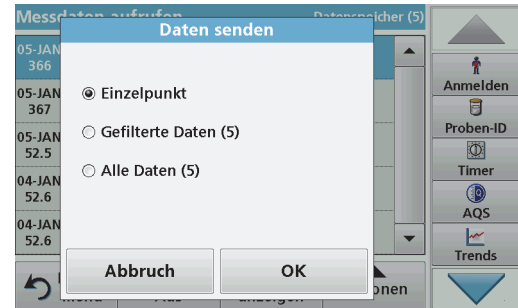 Messdaten aufrufen Datenspeicher (5)
Daten senden
05-JAN
366
05-JAN
367
05-JAN
52.5
04-JAN
52.6
04-JAN
52.6
Einzelpunkt
Gefilterte Daten (5)
Alle Daten (5)
Abbruch OK
Anmelden
Proben-ID
Timer
AQS
Trends